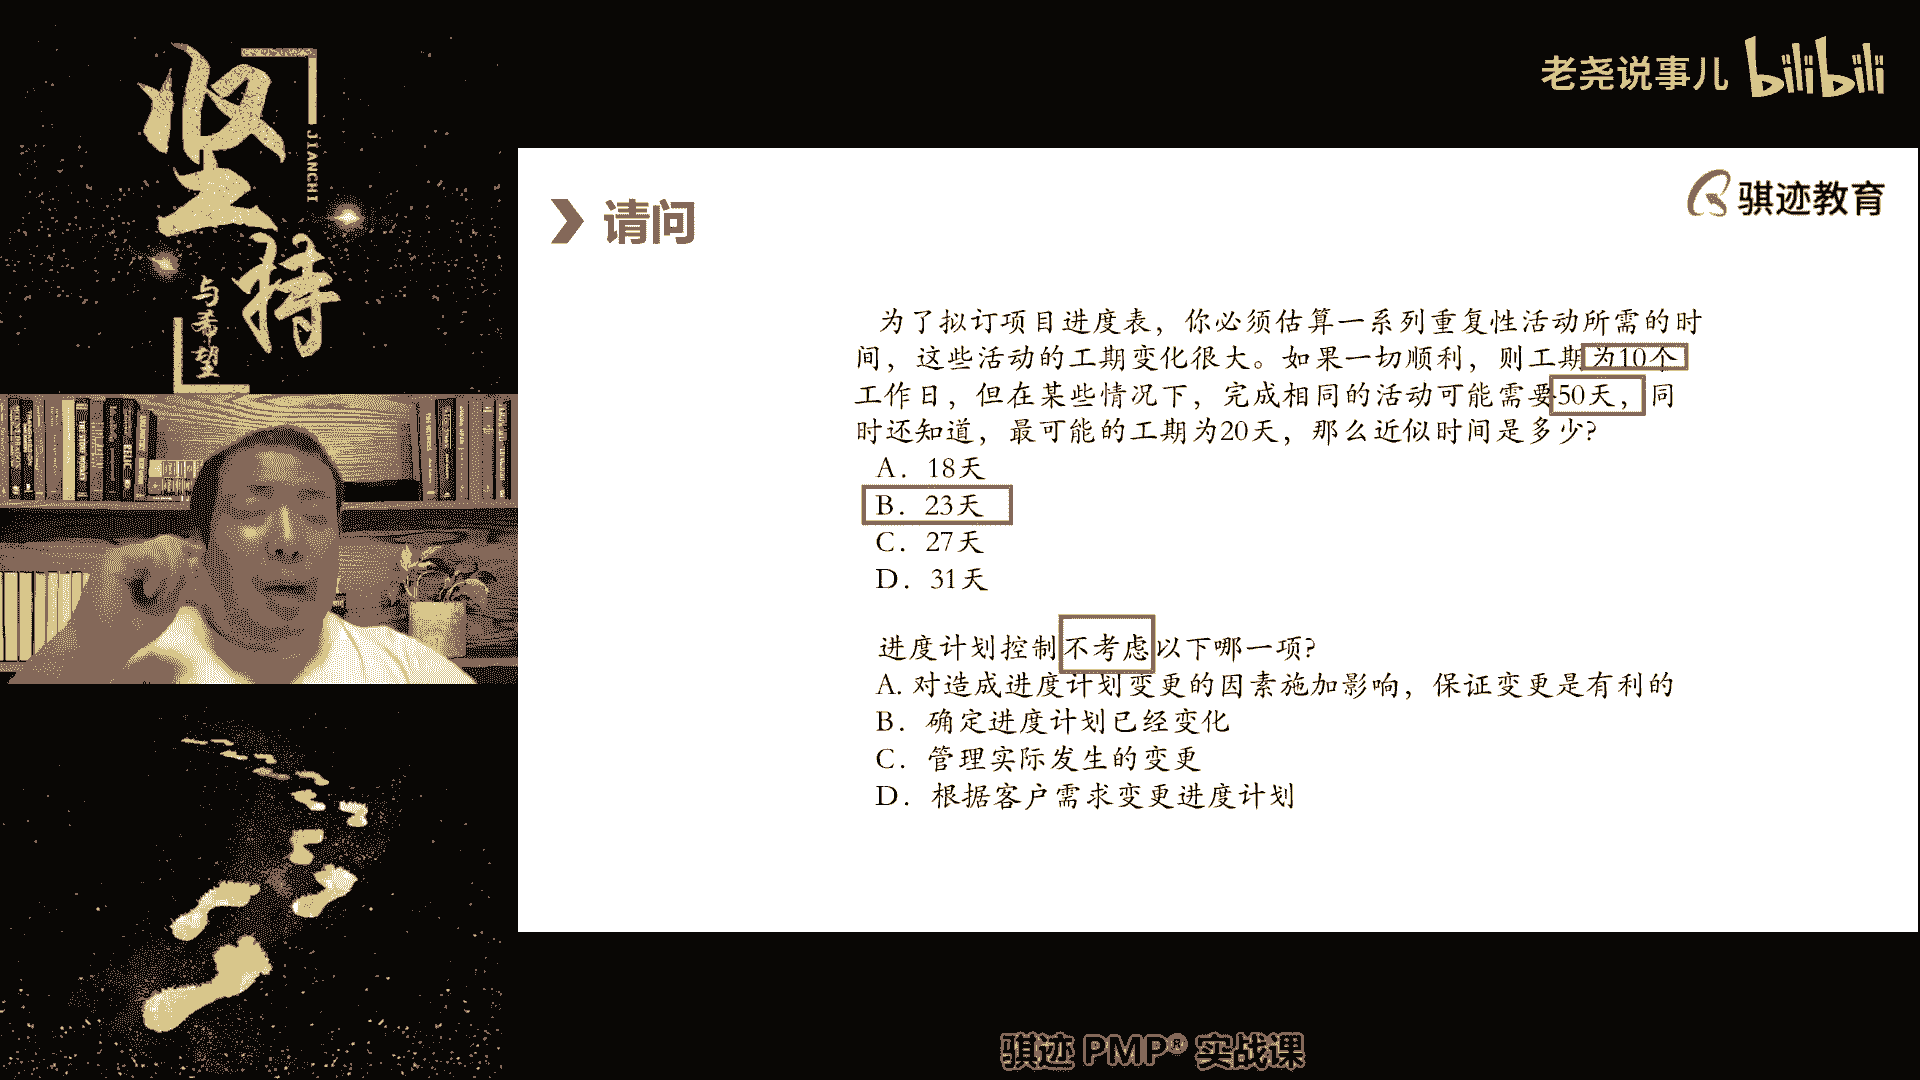 坚持
JIANCHI
与希望
老尧说事儿 bilibili
骐迹教育
请问
为了拟订项目进度表，你必须估算一系列重复性活动所需的时
间，这些活动的工期变化很大。如果一切顺利，则工期为10个
工作日，但在某些情况下，完成相同的活动可能需要50天，同
时还知道，最可能的工期为20天，那么近似时间是多少?
A．18天
B．23天
C．27天
D．31天
进度计划控制不考虑以下哪一项?
A. 对造成进度计划变更的因素施加影响，保证变更是有利的
B．确定进度计划已经变化
C．管理实际发生的变更
D．根据客户需求变更进度计划
骐迹 PMP® 实战课